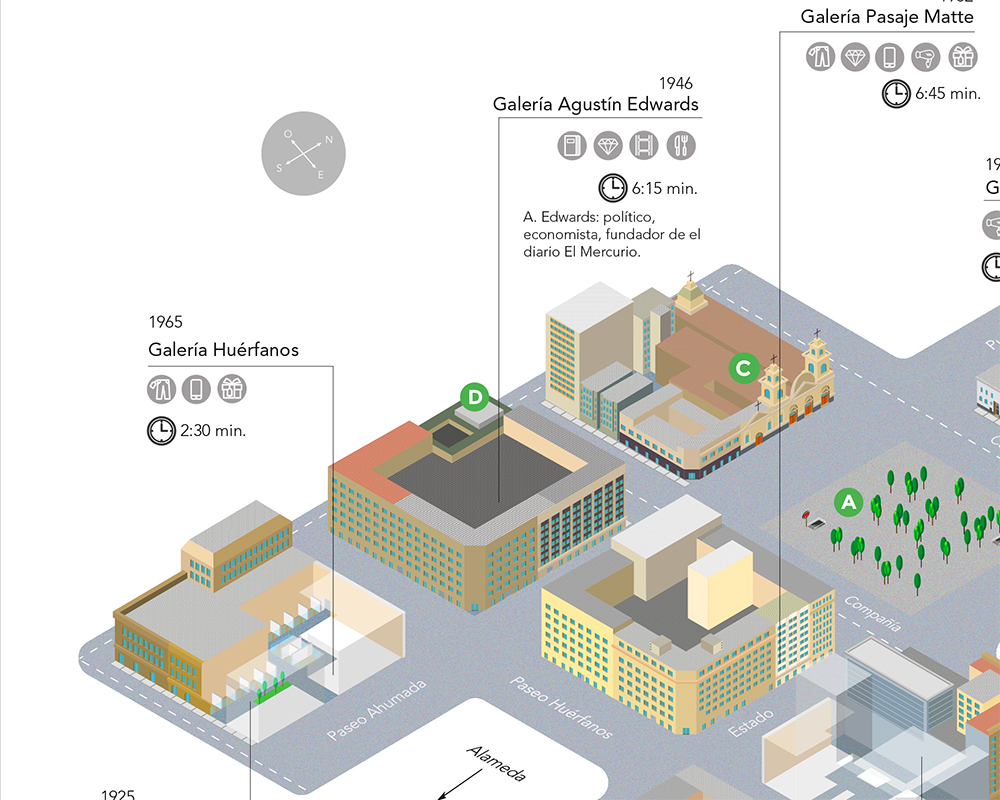 Galería Pasaje Matte
6:45 min.
1946
Galería Agustín Edwards
6:15 min.
A. Edwards: político,
economista, fundador de el
diario El Mercurio.
O
N
S
E
1965
Galería Huérfanos
2:30 min.
19
G
C
D
A
Compañía
Paseo Ahumada
Paseo Huérfanos
Estado
Alameda
1925